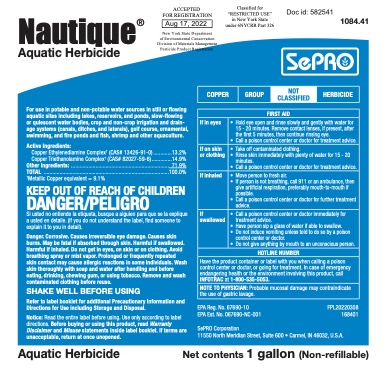 Nautique®
Aquatic Herbicide
ACCEPTED
FOR REGISTRATION
Aug 17, 2022
New York State Department
of Environmental Conservation
Division of Materials Management
Pesticide Product Registration
Classified for
"RESTRICTED USE"
in New York State
under 6NYCRR Part 326
Doc id: 582541
1084.41
SePRO
COPPER GROUP NOT CLASSIFIED HERBICIDE
For use in potable and non-potable water sources in still or flowing
aquatic sites including lakes, reservoirs, and ponds, slow-flowing
or quiescent water bodies, crop and non-crop irrigation and drain-
age systems (canals, ditches, and laterals), golf course, ornamental,
swimming, and fire ponds and fish, shrimp and other aquaculture.
Active Ingredients:
Copper Ethylenediamine Complex¹ (CAS# 13426-91-0)..............13.2%
Copper Triethanolamine Complex¹ (CAS# 82027-59-6)..............14.9%
Other Ingredients: ..............71.9%
TOTAL ..............100.0%
¹Metallic Copper equivalent = 9.1%
KEEP OUT OF REACH OF CHILDREN
DANGER/PELIGRO
Si usted no entiende la etiqueta, busque a alguien para que se la explique
a usted en detalle. (If you do not understand the label, find someone to
explain it to you in detail).
Danger. Corrosive. Causes irreversible eye damage. Causes skin
burns. May be fatal if absorbed through skin. Harmful if swallowed.
Harmful if inhaled. Do not get in eyes, on skin or on clothing. Avoid
breathing spray or mist vapor. Prolonged or frequently repeated
skin contact may cause allergic reactions in some individuals. Wash
skin thoroughly with soap and water after handling and before
eating, drinking, chewing gum, or using tobacco. Remove and wash
contaminated clothing before reuse.
SHAKE WELL BEFORE USING
Refer to label booklet for additional Precautionary Information and
Directions for Use including Storage and Disposal.
Notice: Read the entire label before using. Use only according to label
directions. Before buying or using this product, read Warranty
Disclaimer and Misuse statements inside label booklet. If terms are
unacceptable, return at once unopened.
FIRST AID
If in eyes
• Hold eye open and rinse slowly and gently with water for
15 - 20 minutes. Remove contact lenses, if present, after
the first 5 minutes, then continue rinsing eye.
• Call a poison control center or doctor for treatment advice.
If on skin
or clothing
• Take off contaminated clothing.
• Rinse skin immediately with plenty of water for 15 - 20
minutes.
• Call a poison control center or doctor for treatment advice.
If inhaled
• Move person to fresh air.
• If person is not breathing, call 911 or an ambulance, then
give artificial respiration, preferably mouth-to-mouth if
possible.
• Call a poison control center or doctor for further treatment
advice.
If
swallowed
• Call a poison control center or doctor immediately for
treatment advice.
• Have person sip a glass of water if able to swallow.
• Do not induce vomiting unless told to do so by a poison
control center or doctor.
• Do not give anything by mouth to an unconscious person.
HOTLINE NUMBER
Have the product container or label with you when calling a poison
control center or doctor, or going for treatment. In case of emergency
endangering health or the environment involving this product, call
INFOTRAC at 1-800-535-5053.
NOTE TO PHYSICIAN: Probable mucosal damage may contraindicate
the use of gastric lavage.
EPA Reg. No. 67690-10
EPA Est. No. 067690-NC-001
FPL20220308
168401
SePRO Corporation
11550 North Meridian Street, Suite 600 • Carmel, IN 46032, U.S.A.
Aquatic Herbicide
Net contents 1 gallon (Non-refillable)